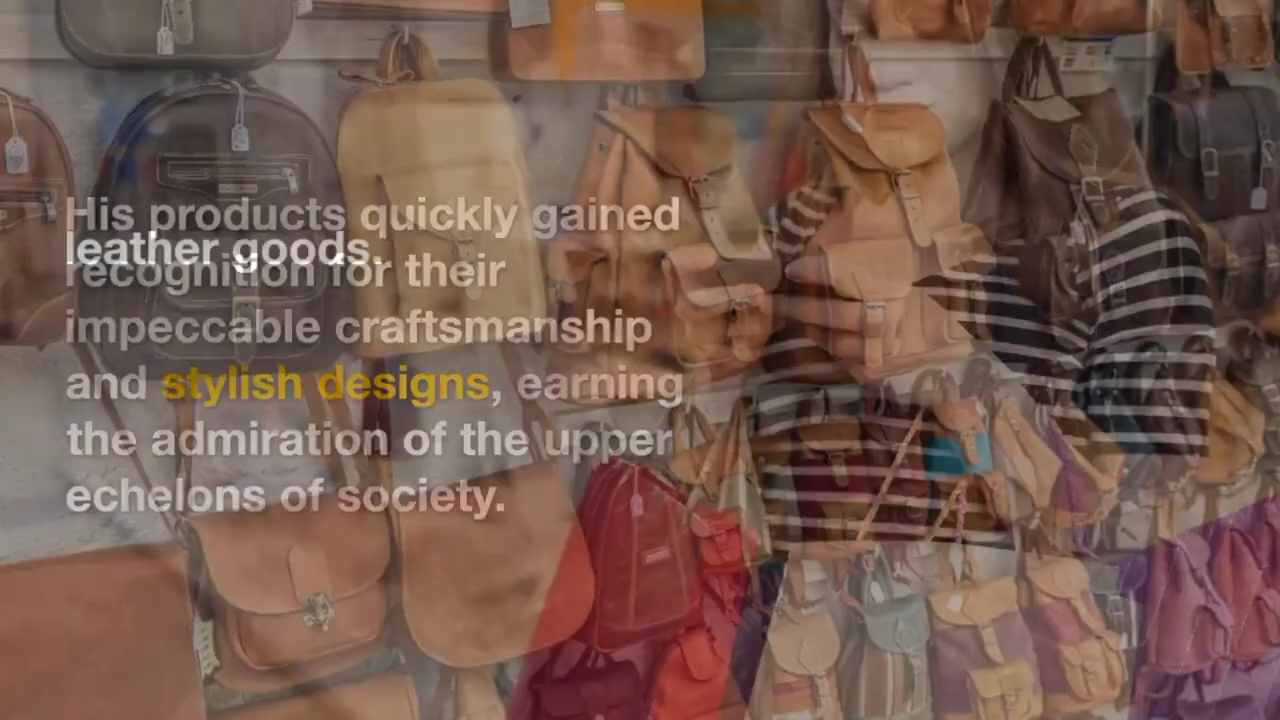 His products quickly gained
leather goods.
recognition for their
impeccable craftsmanship
and stylish designs, earning
the admiration of the upper
echelons of society.